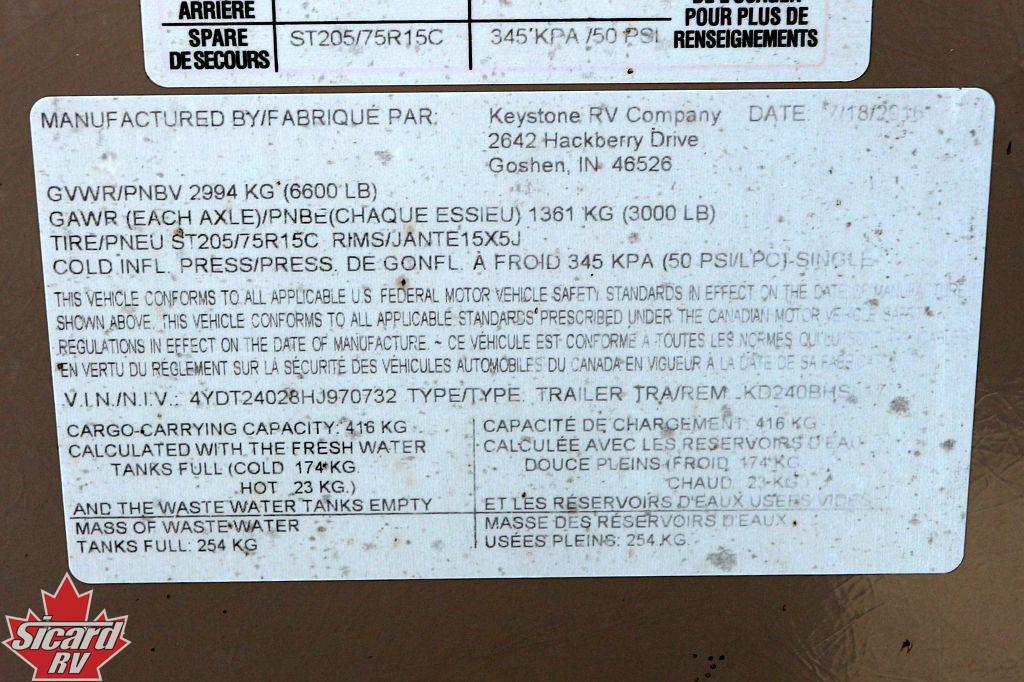 ARRIÈRE
POUR PLUS DE
SPARE ST205/75R15C 345 KPA /50 PSI RENSEIGNEMENTS
DE SECOURS
MANUFACTURED BY/FABRIQUÉ PAR: Keystone RV Company DATE: 7/18/2016
2642 Hackberry Drive
Goshen, IN 46526
GVWR/PNBV 2994 KG (6600 LB)
GAWR (EACH AXLE)/PNBE(CHAQUE ESSIEU) 1361 KG (3000 LB)
TIRE/PNEU ST205/75R15C RIMS/JANTE15X5J
COLD INFL. PRESS/PRESS. DE GONFL. À FROID 345 KPA (50 PSI/LPC)-SINGLE
THIS VEHICLE CONFORMS TO ALL APPLICABLE U.S. FEDERAL MOTOR VEHICLE SAFETY STANDARDS IN EFFECT ON THE DATE OF MANUFACTURE
SHOWN ABOVE. THIS VEHICLE CONFORMS TO ALL APPLICABLE STANDARDS PRESCRIBED UNDER THE CANADIAN MOTOR VEHICLE SAFETY
REGULATIONS IN EFFECT ON THE DATE OF MANUFACTURE. ~ CE VÉHICULE EST CONFORME À TOUTES LES NORMES QUI LUI
EN VERTU DU RÉGLEMENT SUR LA SÉCURITÉ DES VÉHICULES AUTOMOBILES DU CANADA EN VIGUEUR À LA DATE DE SA
V.I.N./N.I.V.: 4YDT24028HJ970732 TYPE/TYPE: TRAILER TRA/REM KD240BHS
CARGO-CARRYING CAPACITY: 416 KG
CALCULATED WITH THE FRESH WATER
TANKS FULL (COLD 174 KG
HOT 23 KG.)
AND THE WASTE WATER TANKS EMPTY
MASS OF WASTE WATER
TANKS FULL: 254 KG
CAPACITÉ DE CHARGEMENT: 416 KG
CALCULÉE AVEC LES RESERVOIRS D'EAU
DOUCE PLEINS (FROID 174 KG
CHAUD 23 KG
ET LES RÉSERVOIRS D'EAUX USEES VIDES
MASSE DES RÉSERVOIRS D'EAUX
USÉES PLEINS: 254 KG.
Sicard
RV